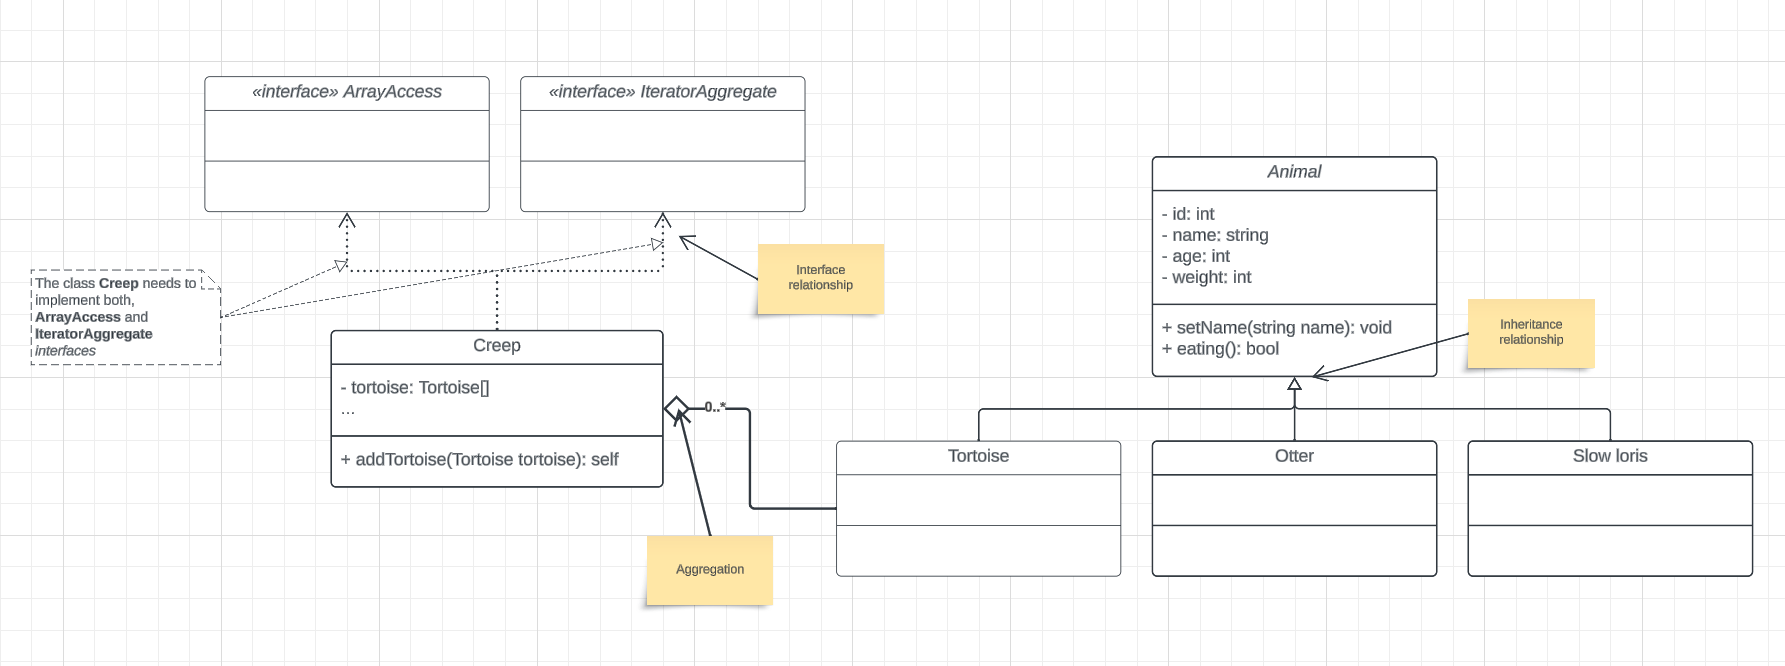 «interface» ArrayAccess
«interface» IteratorAggregate
Animal
- id: int
- name: string
- age: int
- weight: int
+ setName(string name): void
+ eating(): bool
Interface
relationship
The class Creep needs to
implement both,
ArrayAccess and
IteratorAggregate
interfaces
Inheritance
relationship
Creep
- tortoise: Tortoise[]
...
+ addTortoise(Tortoise tortoise): self
0..*
Tortoise
Otter
Slow loris
Aggregation